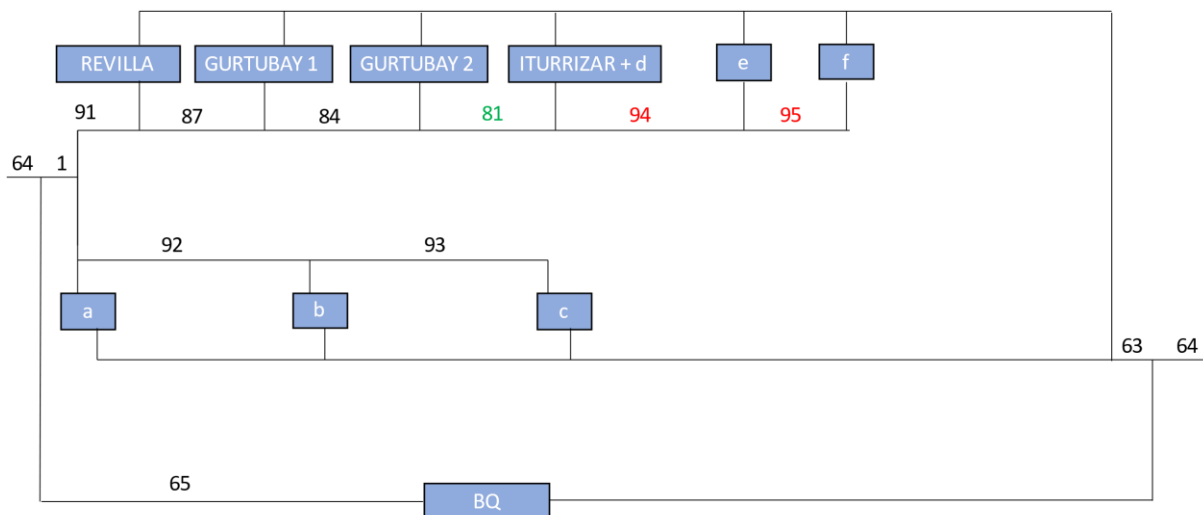 REVILLA GURTUBAY 1 GURTUBAY 2 ITURRIZAR + d e f
91 87 84 81 94 95
64 1
92 93
a b c
63 64
65
BQ